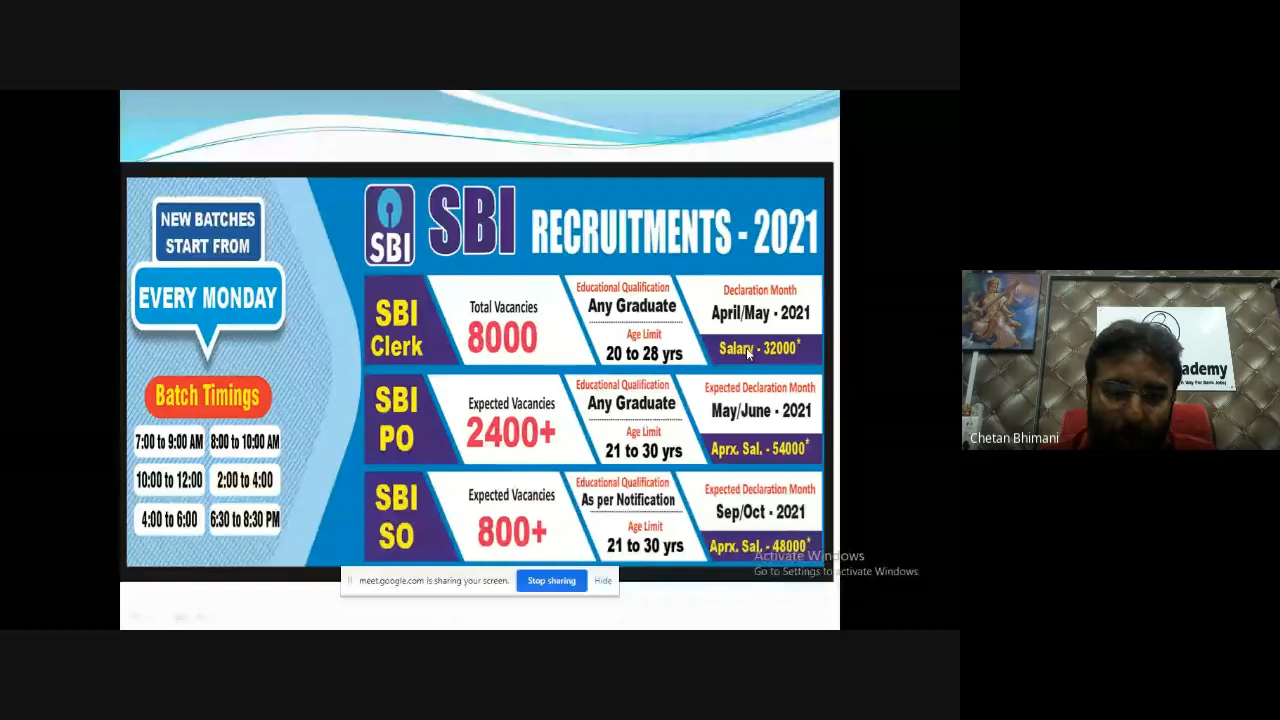 NEW BATCHES
START FROM
EVERY MONDAY
Batch Timings
7:00 to 9:00 AM 8:00 to 10:00 AM
10:00 to 12:00 2:00 to 4:00
4:00 to 6:00 6:30 to 8:30 PM
SBI
SBI RECRUITMENTS - 2021
SBI
Clerk
Total Vacancies
8000
Educational Qualification
Any Graduate
Age Limit
20 to 28 yrs
Declaration Month
April/May - 2021
Salary - 32000*
SBI
PO
Expected Vacancies
2400+
Educational Qualification
Any Graduate
Age Limit
21 to 30 yrs
Expected Declaration Month
May/June - 2021
Aprx. Sal. - 54000*
SBI
SO
Expected Vacancies
800+
Educational Qualification
As per Notification
Age Limit
21 to 30 yrs
Expected Declaration Month
Sep/Oct - 2021
Aprx. Sal. - 48000*
Activate Windows
Go to Settings to activate Windows.
meet.google.com is sharing your screen. Stop sharing Hide
Way For Bank Jobs)
Chetan Bhimani